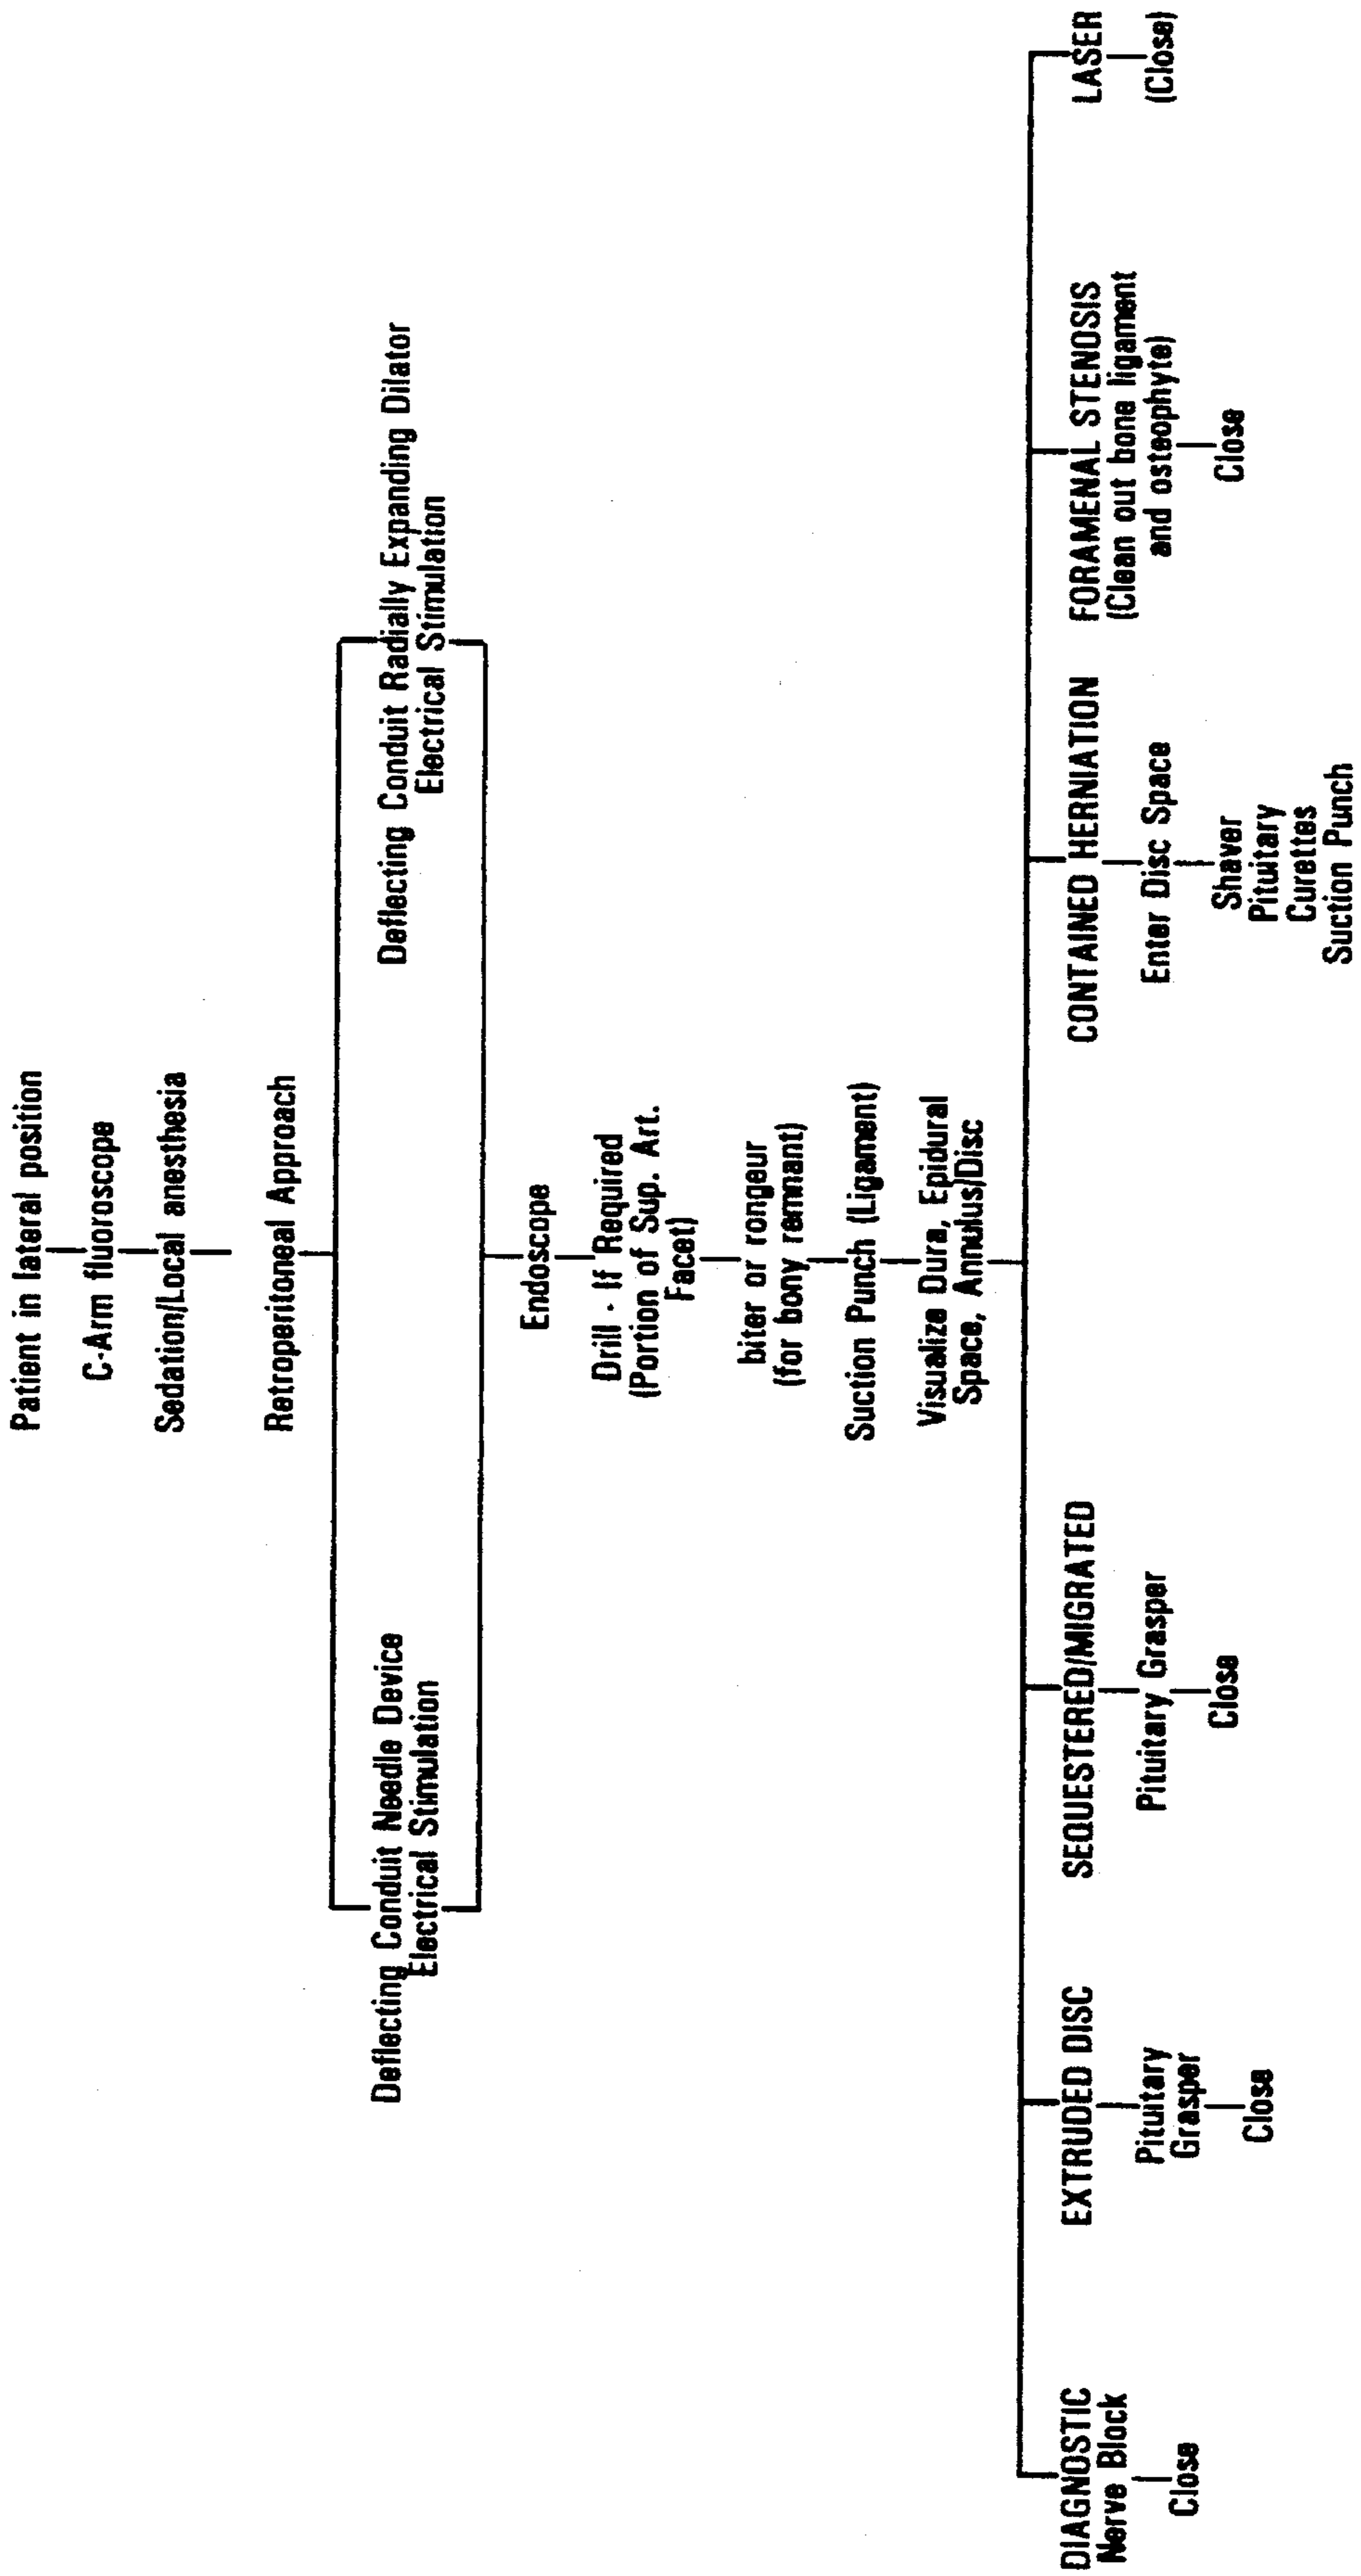 Patient in lateral position
C-Arm fluoroscope
Sedation/Local anesthesia
Retroperitoneal Approach
Deflecting Conduit Needle Device
Electrical Stimulation
Deflecting Conduit Radially Expanding Dilator
Electrical Stimulation
Endoscope
Drill - If Required
(Portion of Sup. Art.
Facet)
biter or rongeur
(for bony remnant)
Suction Punch (Ligament)
Visualize Dura, Epidural
Space, Annulus/Disc
DIAGNOSTIC
Nerve Block
Close
EXTRUDED DISC
Pituitary
Grasper
Close
SEQUESTERED/MIGRATED
Pituitary Grasper
Close
CONTAINED HERNIATION
Enter Disc Space
Shaver
Pituitary
Curettes
Suction Punch
FORAMENAL STENOSIS
(Clean out bone ligament
and osteophyte)
Close
LASER
(Close)